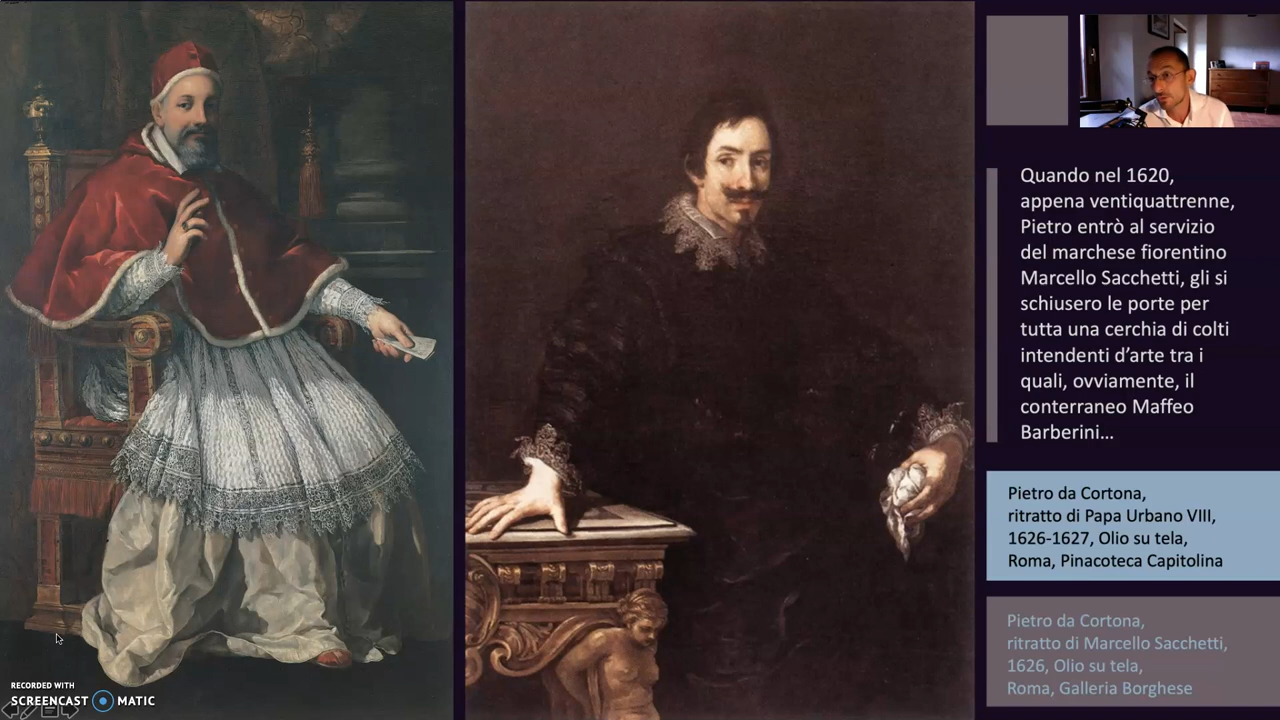 Quando nel 1620,
appena ventiquattrenne,
Pietro entrò al servizio
del marchese fiorentino
Marcello Sacchetti, gli si
schiusero le porte per
tutta una cerchia di colti
intendenti d’arte tra i
quali, ovviamente, il
conterraneo Maffeo
Barberini...
Pietro da Cortona,
ritratto di Papa Urbano VIII,
1626-1627, Olio su tela,
Roma, Pinacoteca Capitolina
Pietro da Cortona,
ritratto di Marcello Sacchetti,
1626, Olio su tela,
Roma, Galleria Borghese
RECORDED WITH
SCREENCAST MATIC